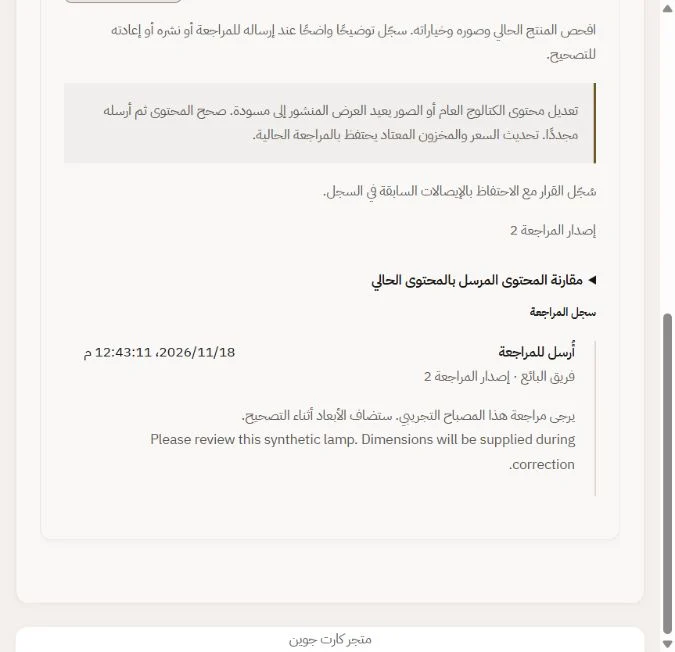 افحص المنتج الحالي وصوره وخياراته. سجّل توضيحًا واضحًا عند إرساله للمراجعة أو نشره أو إعادته
للتصحيح.
تعديل محتوى الكتالوج العام أو الصور يعيد العرض المنشور إلى مسودة. صحح المحتوى ثم أرسله
مجددًا. تحديث السعر والمخزون المعتاد يحتفظ بالمراجعة الحالية.
سُجّل القرار مع الاحتفاظ بالإيصالات السابقة في السجل.
إصدار المراجعة 2
مقارنة المحتوى المرسل بالمحتوى الحالي
سجل المراجعة
أُرسل للمراجعة
18/11/2026، 12:43:11 م
فريق البائع · إصدار المراجعة 2
يرجى مراجعة هذا المصباح التجريبي. ستضاف الأبعاد أثناء التصحيح.
Please review this synthetic lamp. Dimensions will be supplied during
correction.
متجر كارت جوين